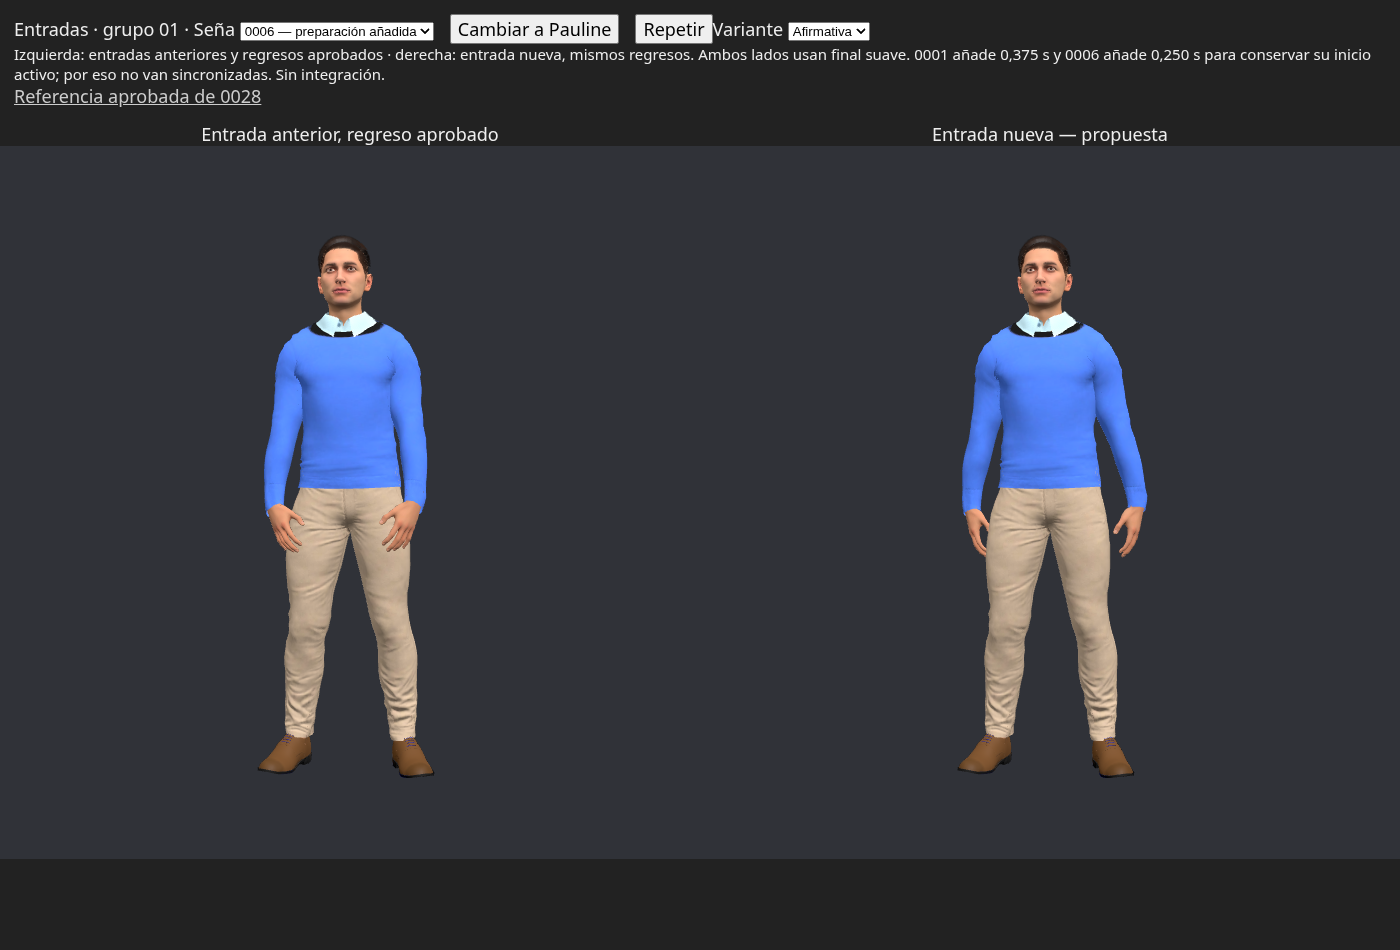 Entradas · grupo 01 · Seña 0006 — preparación añadida Cambiar a Pauline Repetir Variante Afirmativa
Izquierda: entradas anteriores y regresos aprobados · derecha: entrada nueva, mismos regresos. Ambos lados usan final suave. 0001 añade 0,375 s y 0006 añade 0,250 s para conservar su inicio
activo; por eso no van sincronizadas. Sin integración.
Referencia aprobada de 0028
Entrada anterior, regreso aprobado
Entrada nueva — propuesta